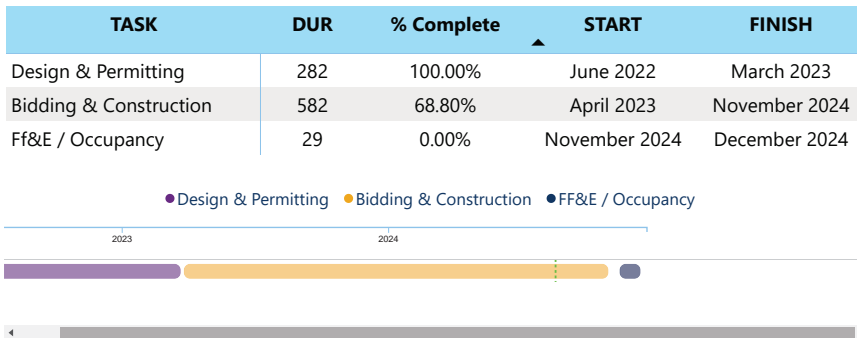 TASK DUR % Complete START FINISH
Design & Permitting 282 100.00% June 2022 March 2023
Bidding & Construction 582 68.80% April 2023 November 2024
Ff&E / Occupancy 29 0.00% November 2024 December 2024
Design & Permitting Bidding & Construction FF&E / Occupancy
2023 2024